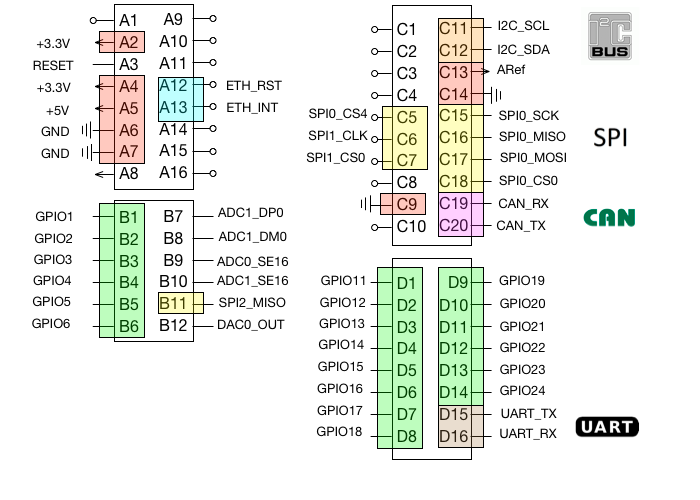 A1 A9
+3.3V A2 A10
RESET A3 A11
+3.3V A4 A12 ETH_RST
+5V A5 A13 ETH_INT
GND A6 A14
GND A7 A15
A8 A16
GPIO1 B1 B7 ADC1_DP0
GPIO2 B2 B8 ADC1_DM0
GPIO3 B3 B9 ADC0_SE16
GPIO4 B4 B10 ADC1_SE16
GPIO5 B5 B11 SPI2_MISO
GPIO6 B6 B12 DAC0_OUT
C1 C11 I2C_SCL
C2 C12 I2C_SDA
C3 C13 ARef
C4 C14
SPI0_CS4 C5 C15 SPI0_SCK
SPI1_CLK C6 C16 SPI0_MISO
SPI1_CS0 C7 C17 SPI0_MOSI
C8 C18 SPI0_CS0
C9 C19 CAN_RX
C10 C20 CAN_TX
GPIO11 D1 D9 GPIO19
GPIO12 D2 D10 GPIO20
GPIO13 D3 D11 GPIO21
GPIO14 D4 D12 GPIO22
GPIO15 D5 D13 GPIO23
GPIO16 D6 D14 GPIO24
GPIO17 D7 D15 UART_TX
GPIO18 D8 D16 UART_RX
I2C
BUS
SPI
CAN
UART